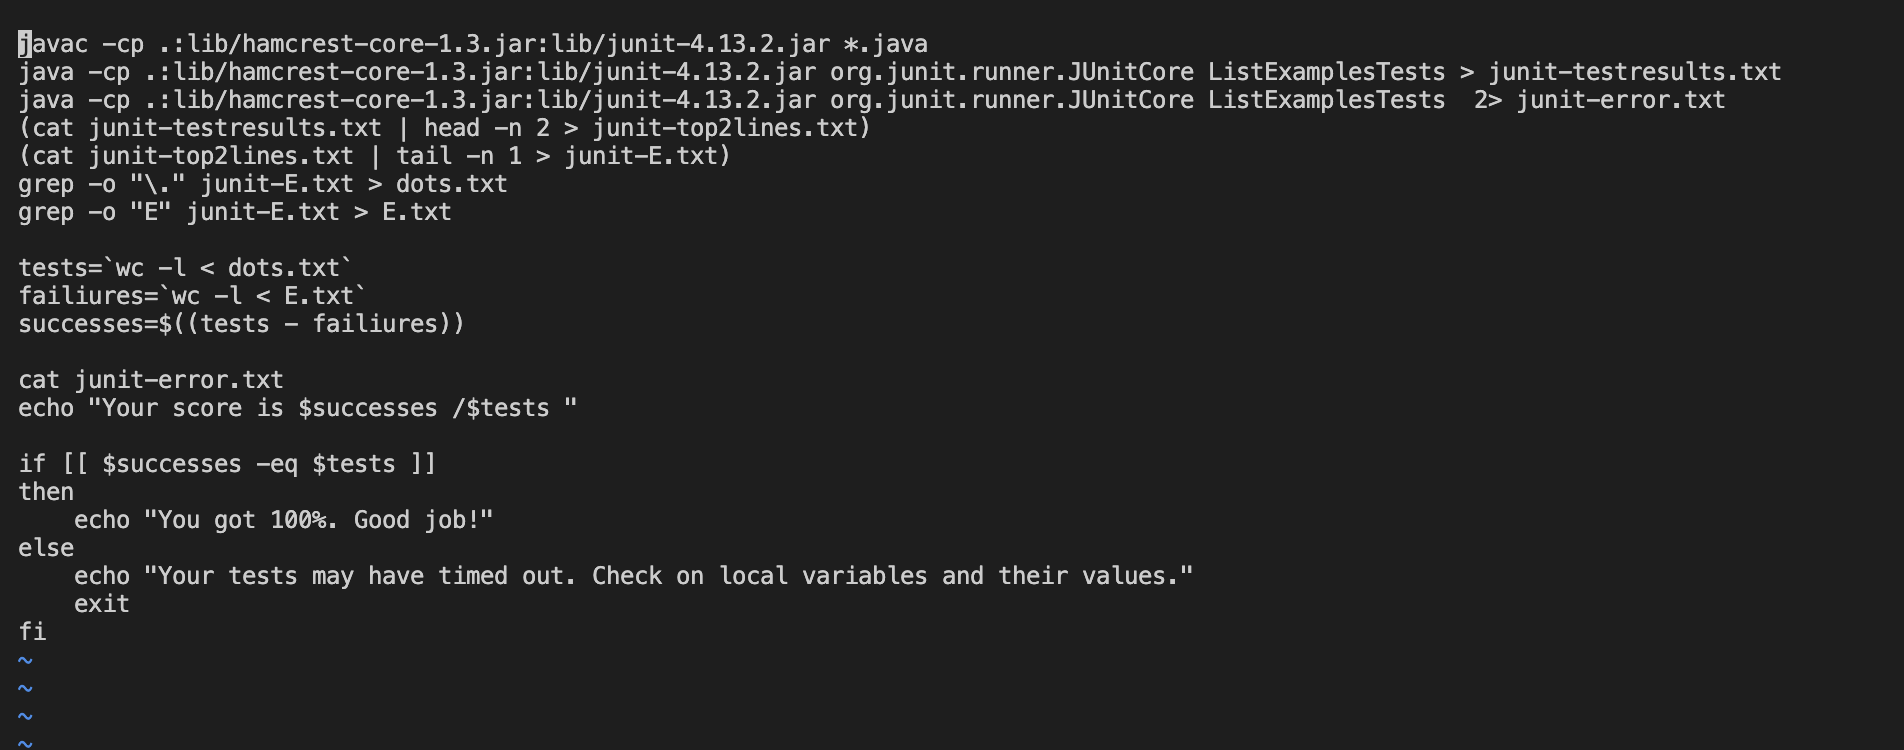 javac -cp .:lib/hamcrest-core-1.3.jar:lib/junit-4.13.2.jar *.java
java -cp .:lib/hamcrest-core-1.3.jar:lib/junit-4.13.2.jar org.junit.runner.JUnitCore ListExamplesTests > junit-testresults.txt
java -cp .:lib/hamcrest-core-1.3.jar:lib/junit-4.13.2.jar org.junit.runner.JUnitCore ListExamplesTests  2> junit-error.txt
(cat junit-testresults.txt | head -n 2 > junit-top2lines.txt)
(cat junit-top2lines.txt | tail -n 1 > junit-E.txt)
grep -o "\." junit-E.txt > dots.txt
grep -o "E" junit-E.txt > E.txt

tests=`wc -l < dots.txt`
failiures=`wc -l < E.txt`
successes=$((tests - failiures))

cat junit-error.txt
echo "Your score is $successes /$tests "

if [[ $successes -eq $tests ]]
then
    echo "You got 100%. Good job!"
else
    echo "Your tests may have timed out. Check on local variables and their values."
    exit
fi
~
~
~
~